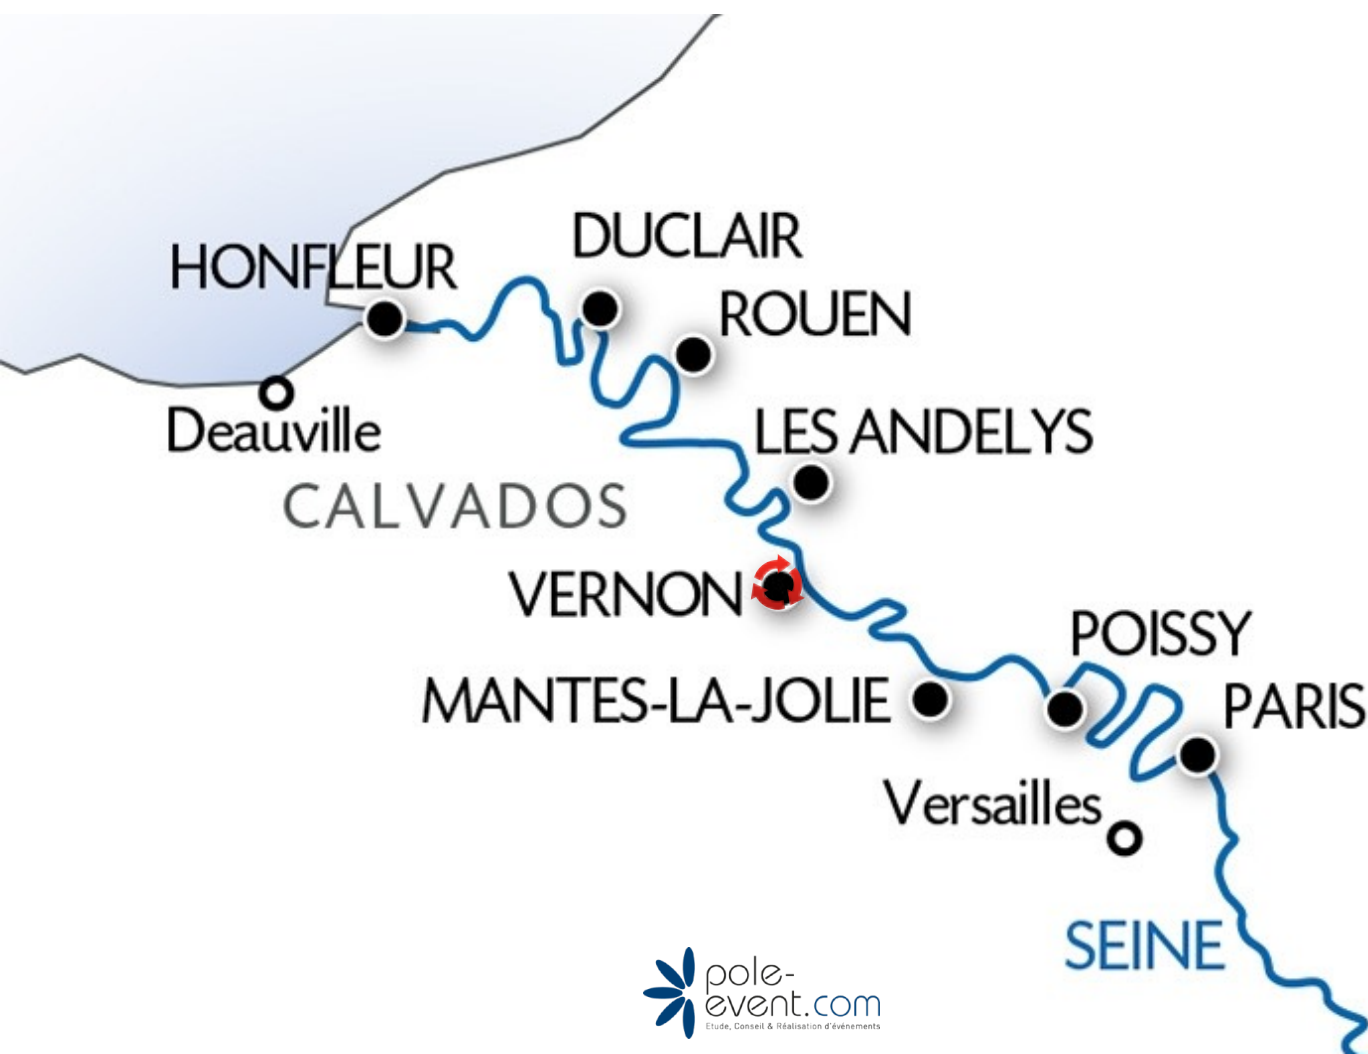 DUCLAIR
HONFLEUR
ROUEN
Deauville
LES ANDELYS
CALVADOS
VERNON
POISSY
MANTES-LA-JOLIE
PARIS
Versailles
SEINE
pole-
event.com
Etude, Conseil & Réalisation d'événements